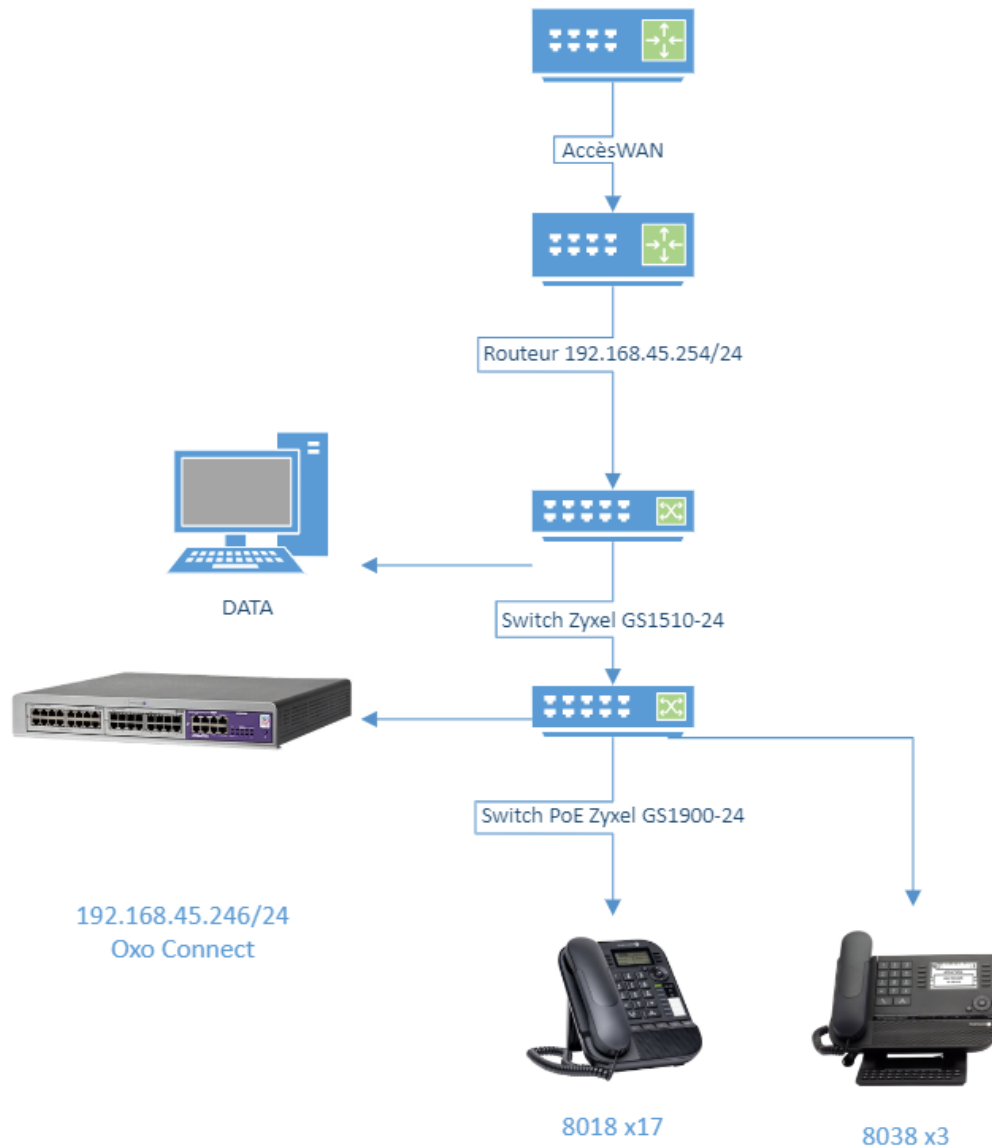 AccèsWAN
Routeur 192.168.45.254/24
DATA
Switch Zyxel GS1510-24
Switch PoE Zyxel GS1900-24
192.168.45.246/24
Oxo Connect
8018 x17
8038 x3